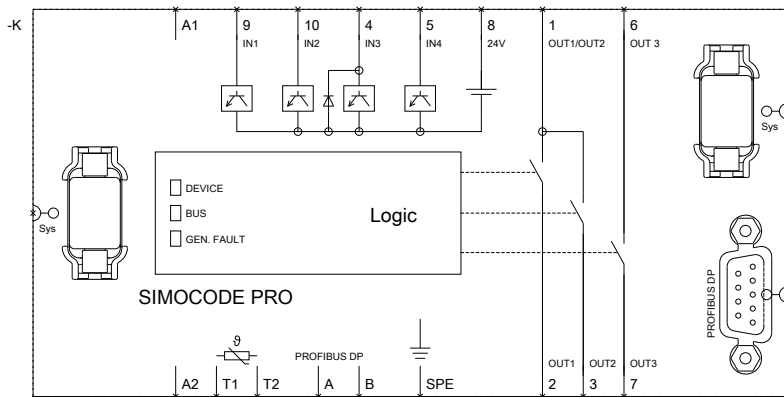 -K
A1 9 10 4 5 8 1 6
IN1 IN2 IN3 IN4 24V OUT1/OUT2 OUT 3
Sys
DEVICE
BUS
GEN. FAULT
Logic
Sys
SIMOCODE PRO
PROFIBUS DP
ϑ
PROFIBUS DP
OUT1 OUT2 OUT3
A2 T1 T2 A B SPE 2 3 7